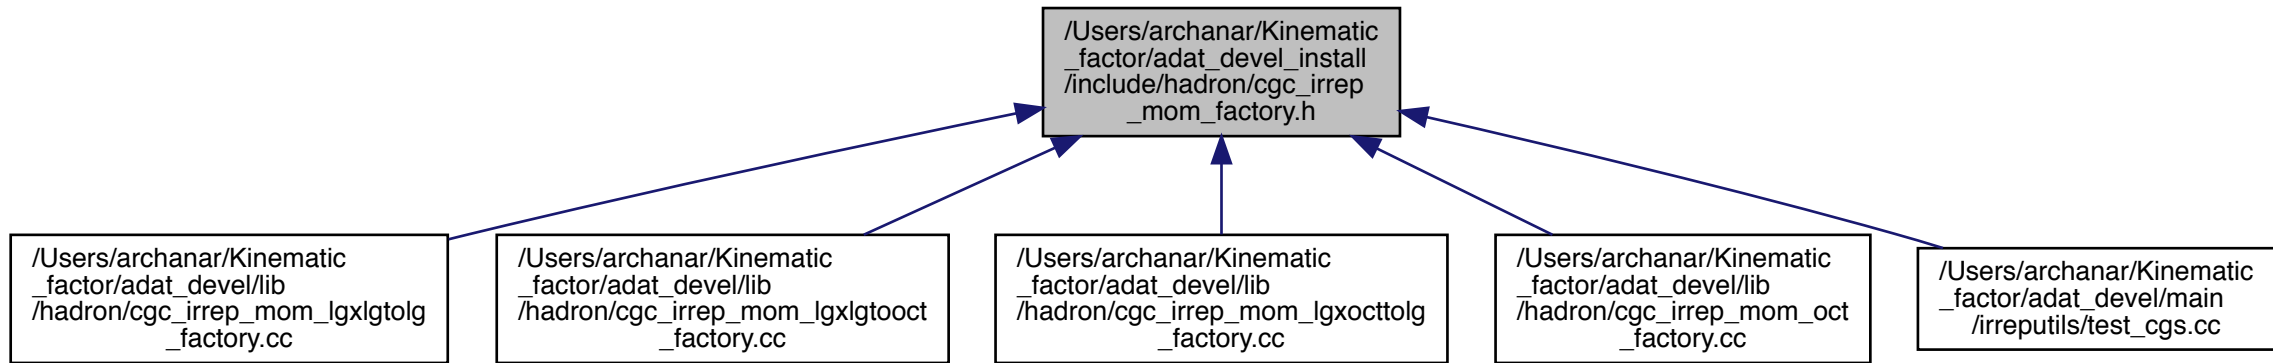 /Users/archanar/Kinematic
_factor/adat_devel_install
/include/hadron/cgc_irrep
_mom_factory.h
/Users/archanar/Kinematic
_factor/adat_devel/lib
/hadron/cgc_irrep_mom_lgxlgtolg
_factory.cc
/Users/archanar/Kinematic
_factor/adat_devel/lib
/hadron/cgc_irrep_mom_lgxlgtooct
_factory.cc
/Users/archanar/Kinematic
_factor/adat_devel/lib
/hadron/cgc_irrep_mom_lgxocttolg
_factory.cc
/Users/archanar/Kinematic
_factor/adat_devel/lib
/hadron/cgc_irrep_mom_oct
_factory.cc
/Users/archanar/Kinematic
_factor/adat_devel/main
/irreputils/test_cgs.cc